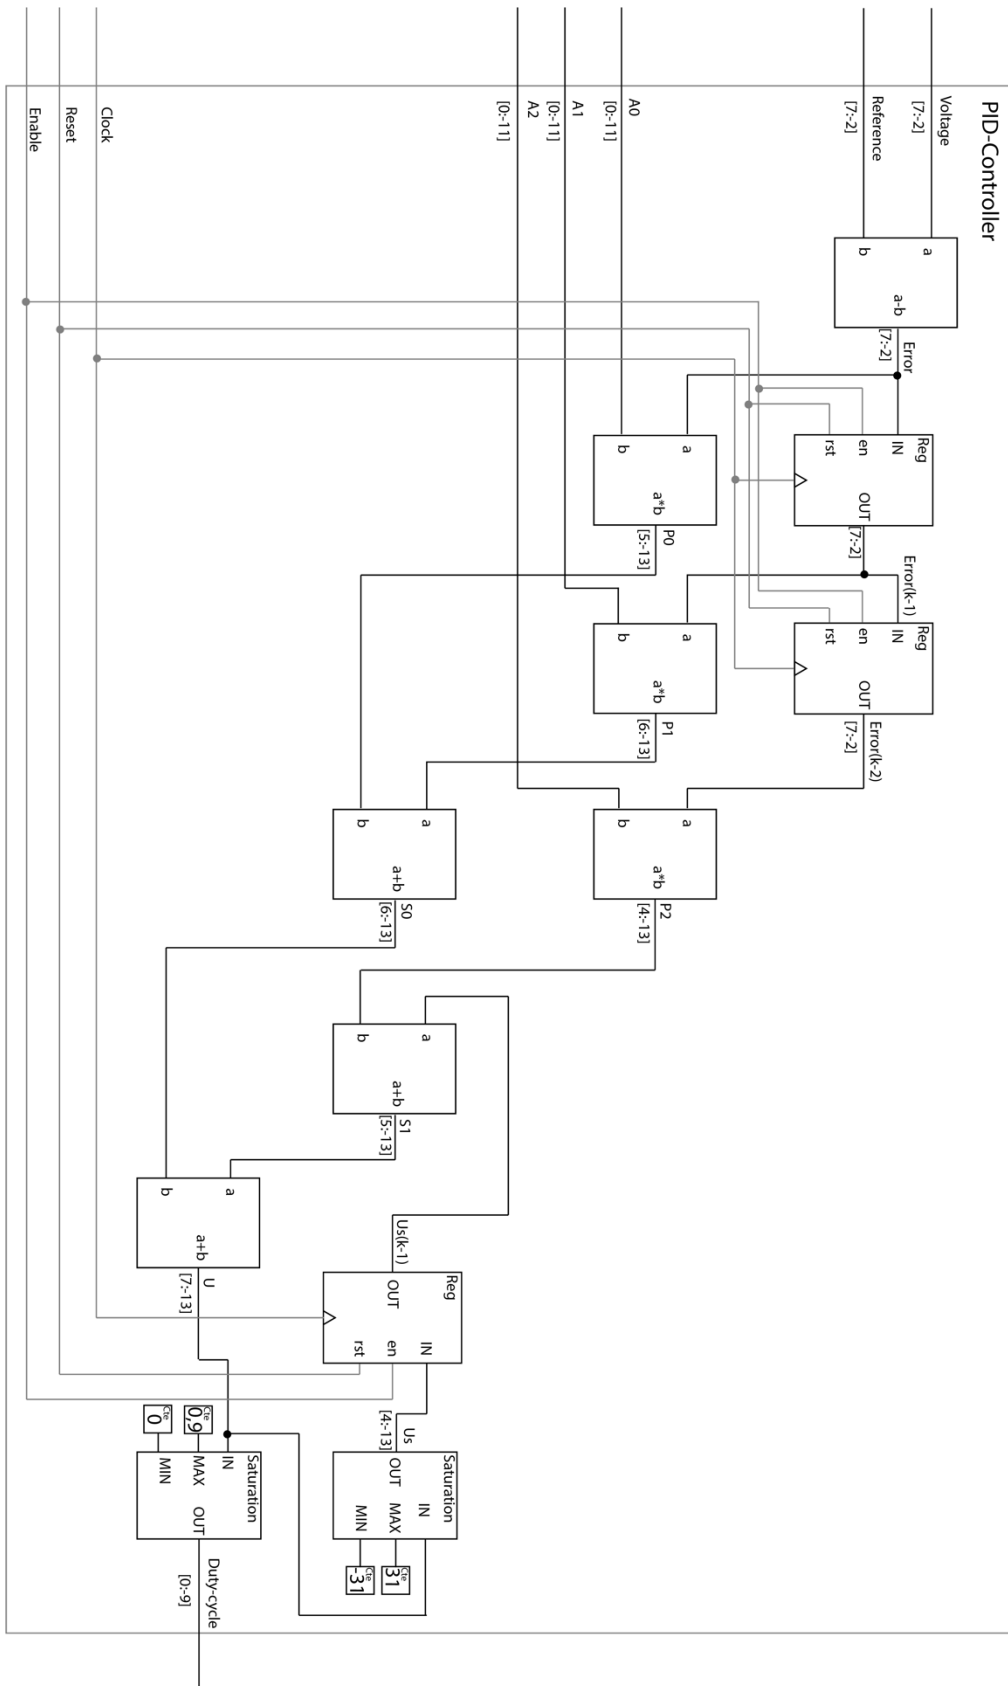 PID-Controller
Voltage
[7:-2]
Reference
[7:-2]
A0
[0:-11]
A1
[0:-11]
A2
[0:-11]
Clock
Reset
Enable
a
b
a-b
Error
[7:-2]
Reg
IN
en
rst
OUT
[7:-2]
Error(k-1)
Reg
IN
en
rst
OUT
Error(k-2)
[7:-2]
a
b
a*b
P0
[5:-13]
a
b
a*b
P1
[6:-13]
a
b
a*b
P2
[4:-13]
a
b
a+b
S0
[6:-13]
a
b
a+b
S1
[5:-13]
a
b
a+b
U
[7:-13]
Us(k-1)
Reg
OUT
IN
en
rst
Us
[4:-13]
Saturation
OUT
IN
MAX
MIN
Cte
31
Cte
-31
Cte
0,9
Cte
0
Saturation
IN
MAX
MIN
OUT
Duty-cycle
[0:-9]